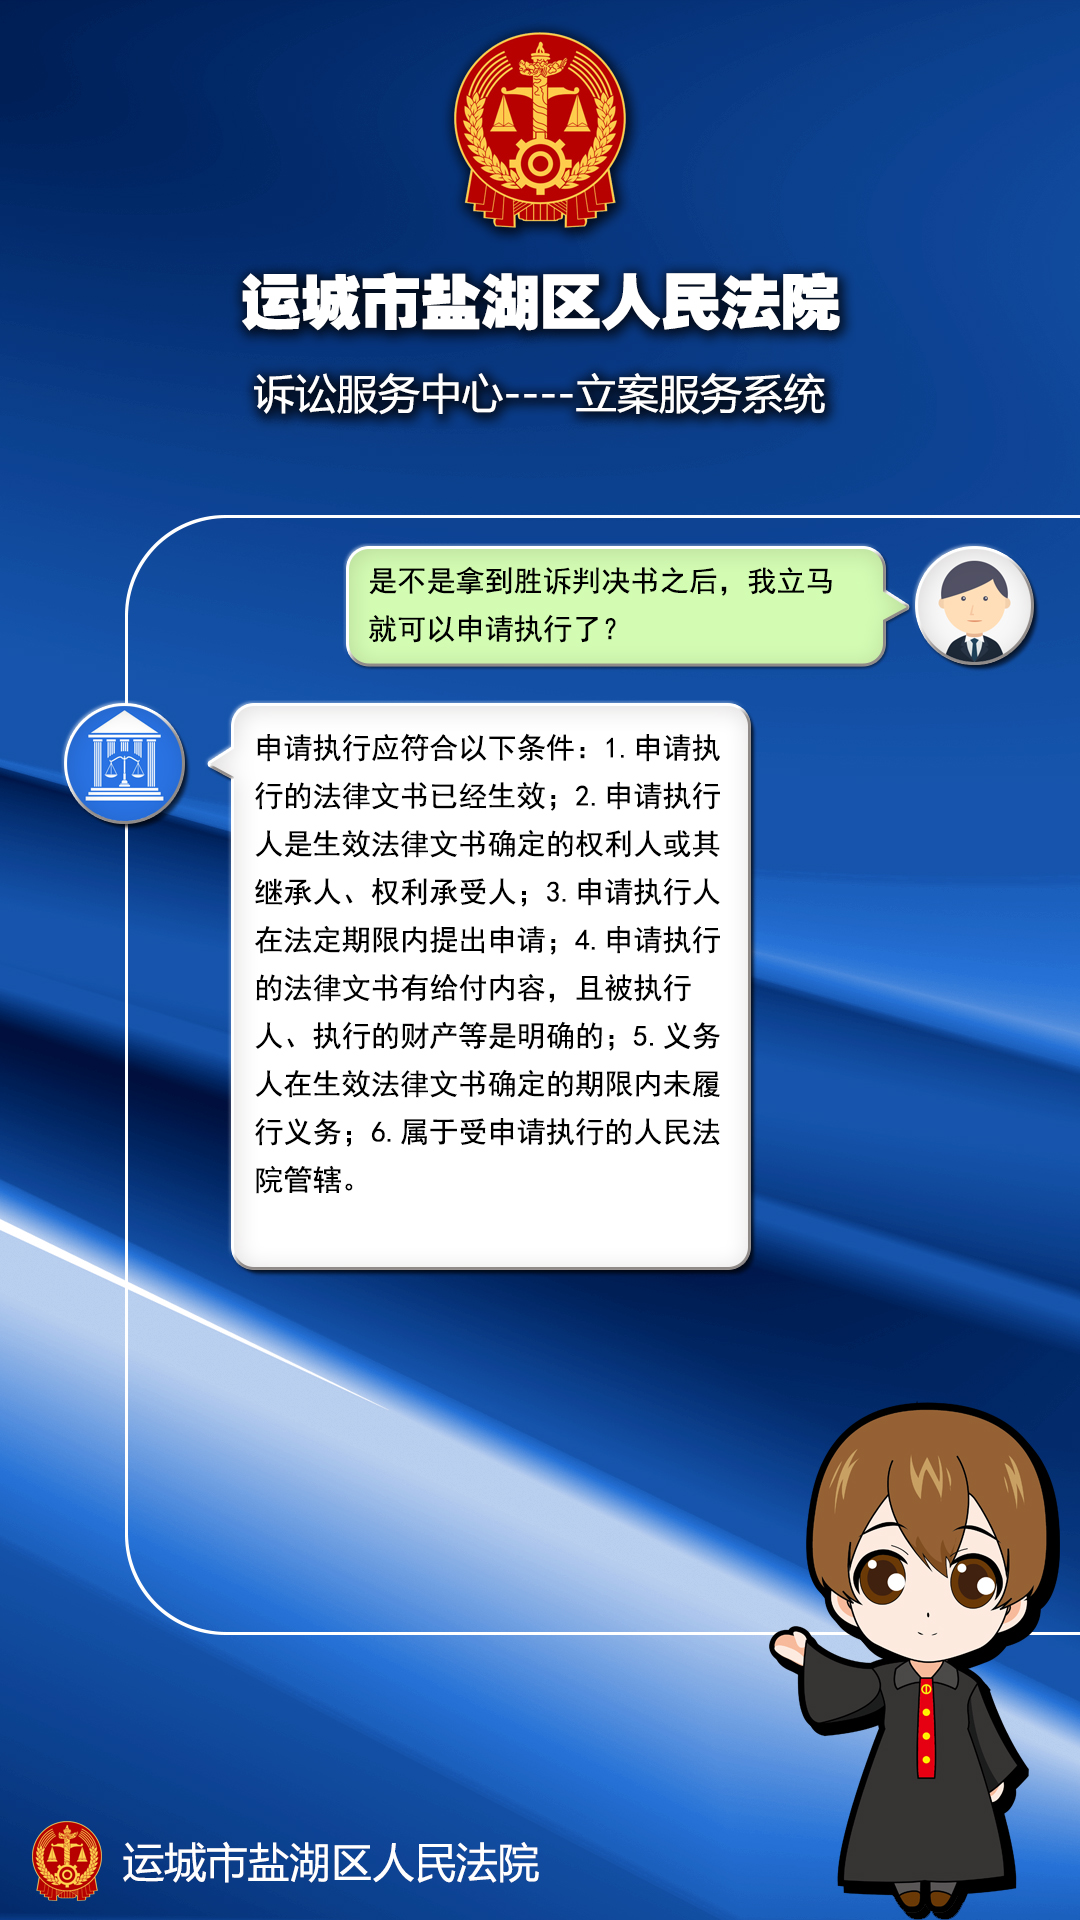 运城市盐湖区人民法院
诉讼服务中心----立案服务系统
是不是拿到胜诉判决书之后，我立马
就可以申请执行了？
申请执行应符合以下条件：1.申请执
行的法律文书已经生效；2.申请执行
人是生效法律文书确定的权利人或其
继承人、权利承受人；3.申请执行人
在法定期限内提出申请；4.申请执行
的法律文书有给付内容，且被执行
人、执行的财产等是明确的；5.义务
人在生效法律文书确定的期限内未履
行义务；6.属于受申请执行的人民法
院管辖。
运城市盐湖区人民法院